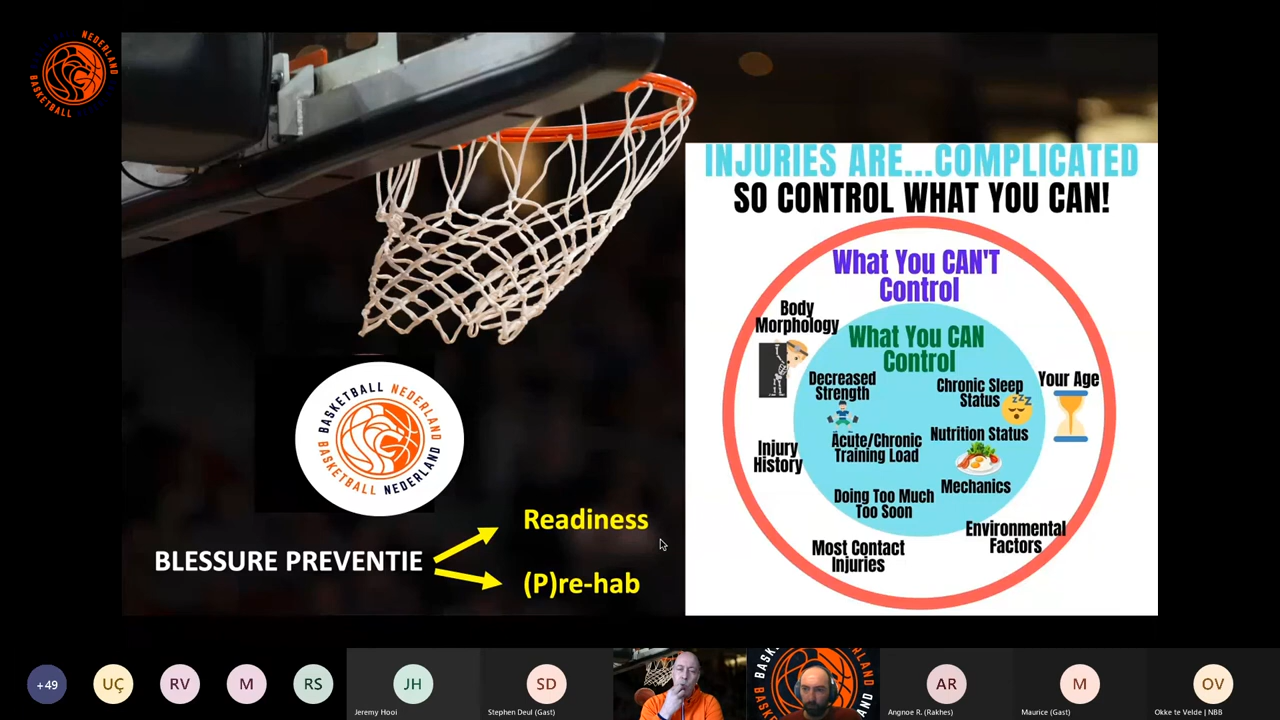 BASKETBALL NEDERLAND
INJURIES ARE...COMPLICATED
SO CONTROL WHAT YOU CAN!
What You CAN'T
Control
Body
Morphology
What You CAN
Control
Decreased
Strength
Chronic Sleep
Status
Your Age
Acute/Chronic
Training Load
Nutrition Status
Injury
History
Mechanics
Doing Too Much
Too Soon
Environmental
Factors
Most Contact
Injuries
BASKETBALL NEDERLAND
BASKETBALL NEDERLAND
BLESSURE PREVENTIE
Readiness
(P)re-hab
+49
UÇ
RV
M
RS
JH
Jeremy Hooi
SD
Stephen Deul (Gast)
AR
Angnoe R. (Rakhes)
M
Maurice (Gast)
OV
Okke te Velde | NBB